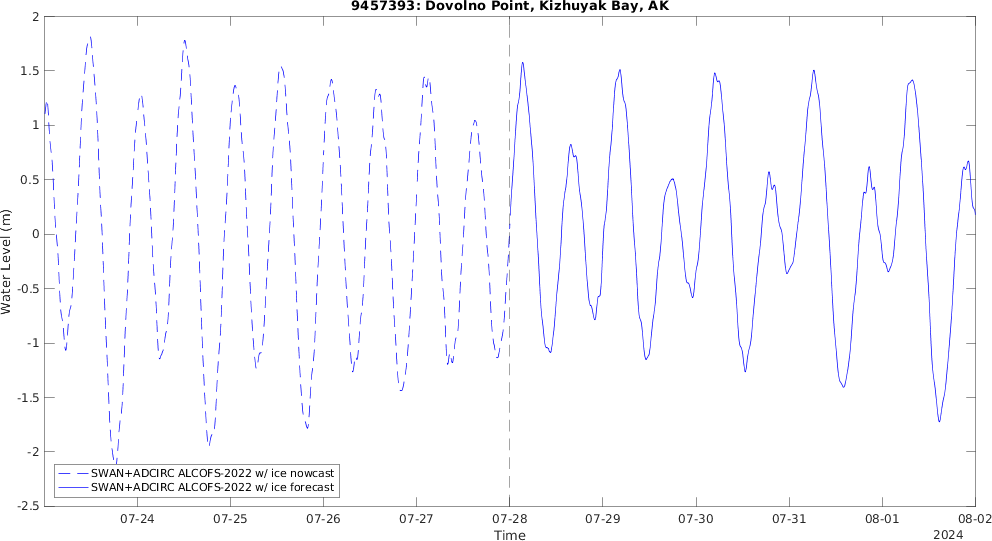 9457393: Dovolno Point, Kizhuyak Bay, AK
2
1.5
1
0.5
0
-0.5
-1
-1.5
-2
-2.5
Water Level (m)
SWAN+ADCIRC ALCOFS-2022 w/ ice nowcast
SWAN+ADCIRC ALCOFS-2022 w/ ice forecast
07-24 07-25 07-26 07-27 07-28 07-29 07-30 07-31 08-01 08-02
Time
2024